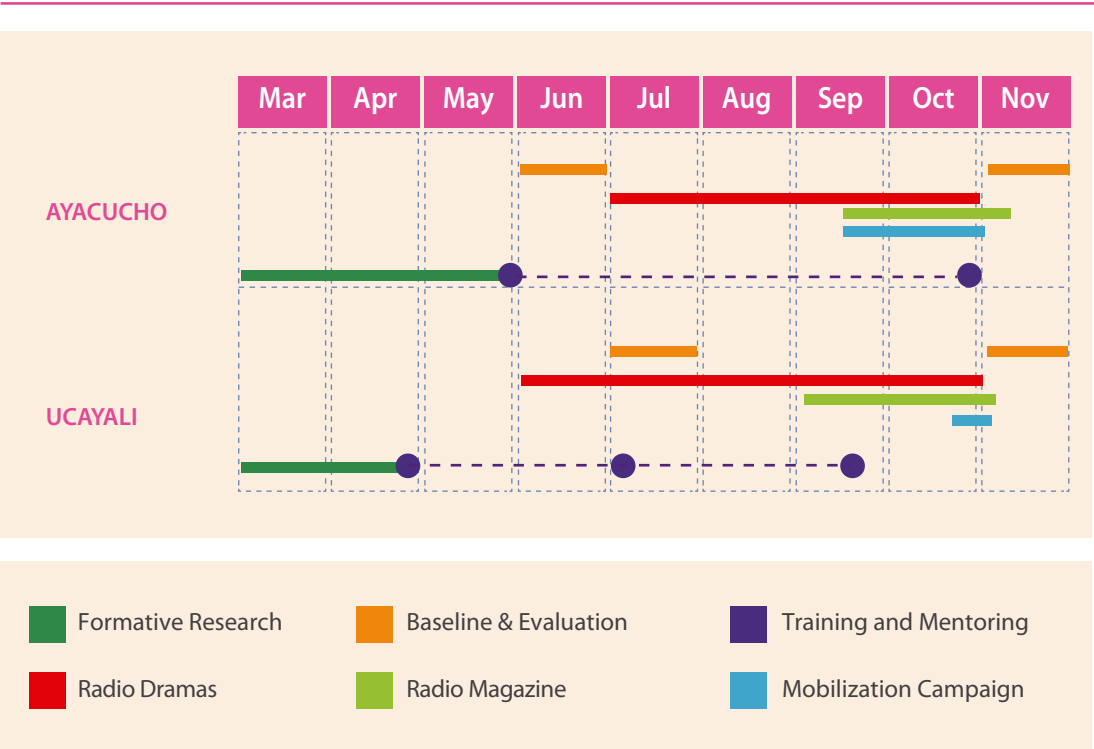 Mar Apr May Jun Jul Aug Sep Oct Nov
AYACUCHO
UCAYALI
Formative Research Baseline & Evaluation Training and Mentoring
Radio Dramas Radio Magazine Mobilization Campaign